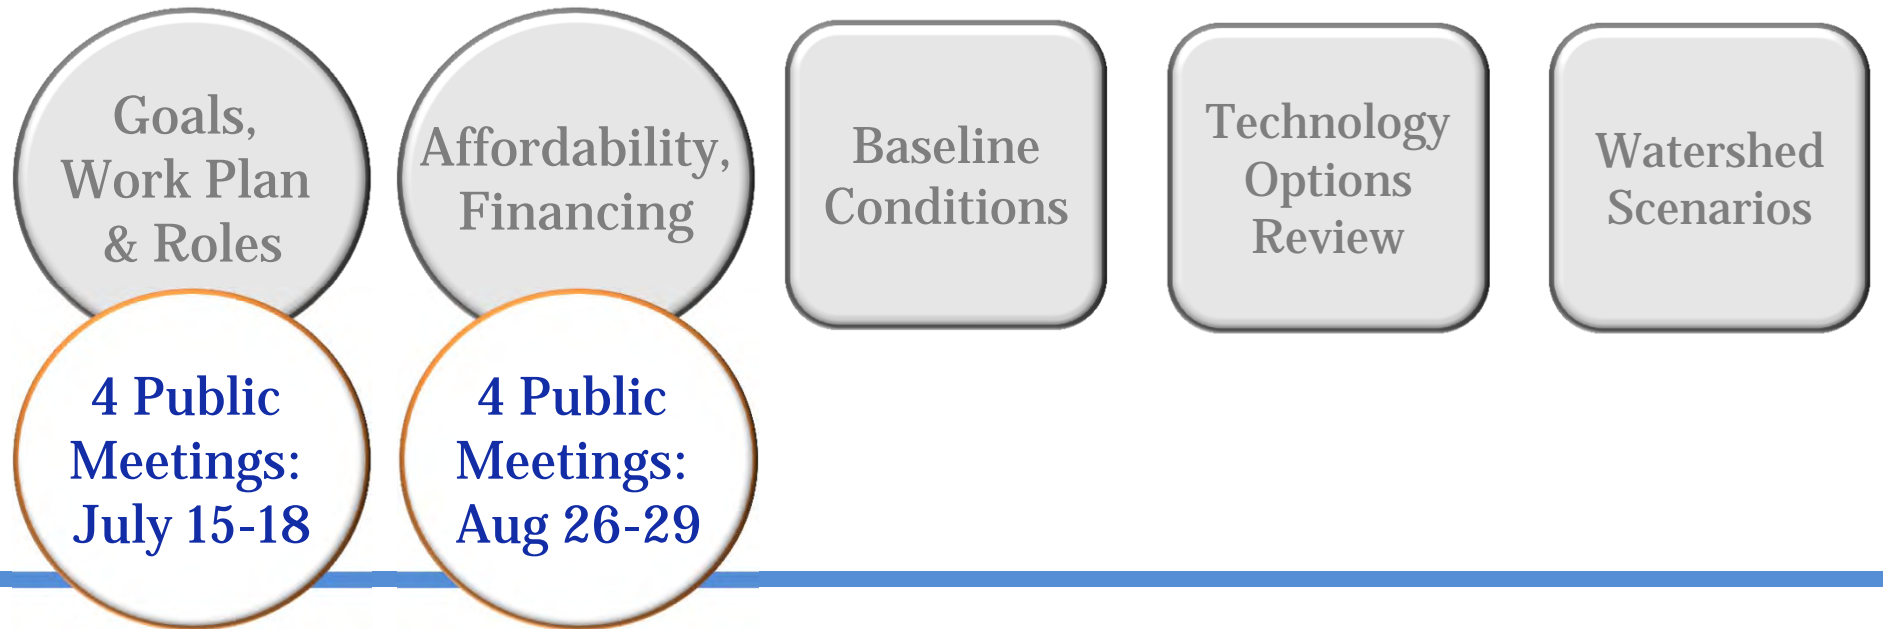 Goals,
Work Plan
& Roles
4 Public
Meetings:
July 15-18
Affordability,
Financing
4 Public
Meetings:
Aug 26-29
Baseline
Conditions
Technology
Options
Review
Watershed
Scenarios